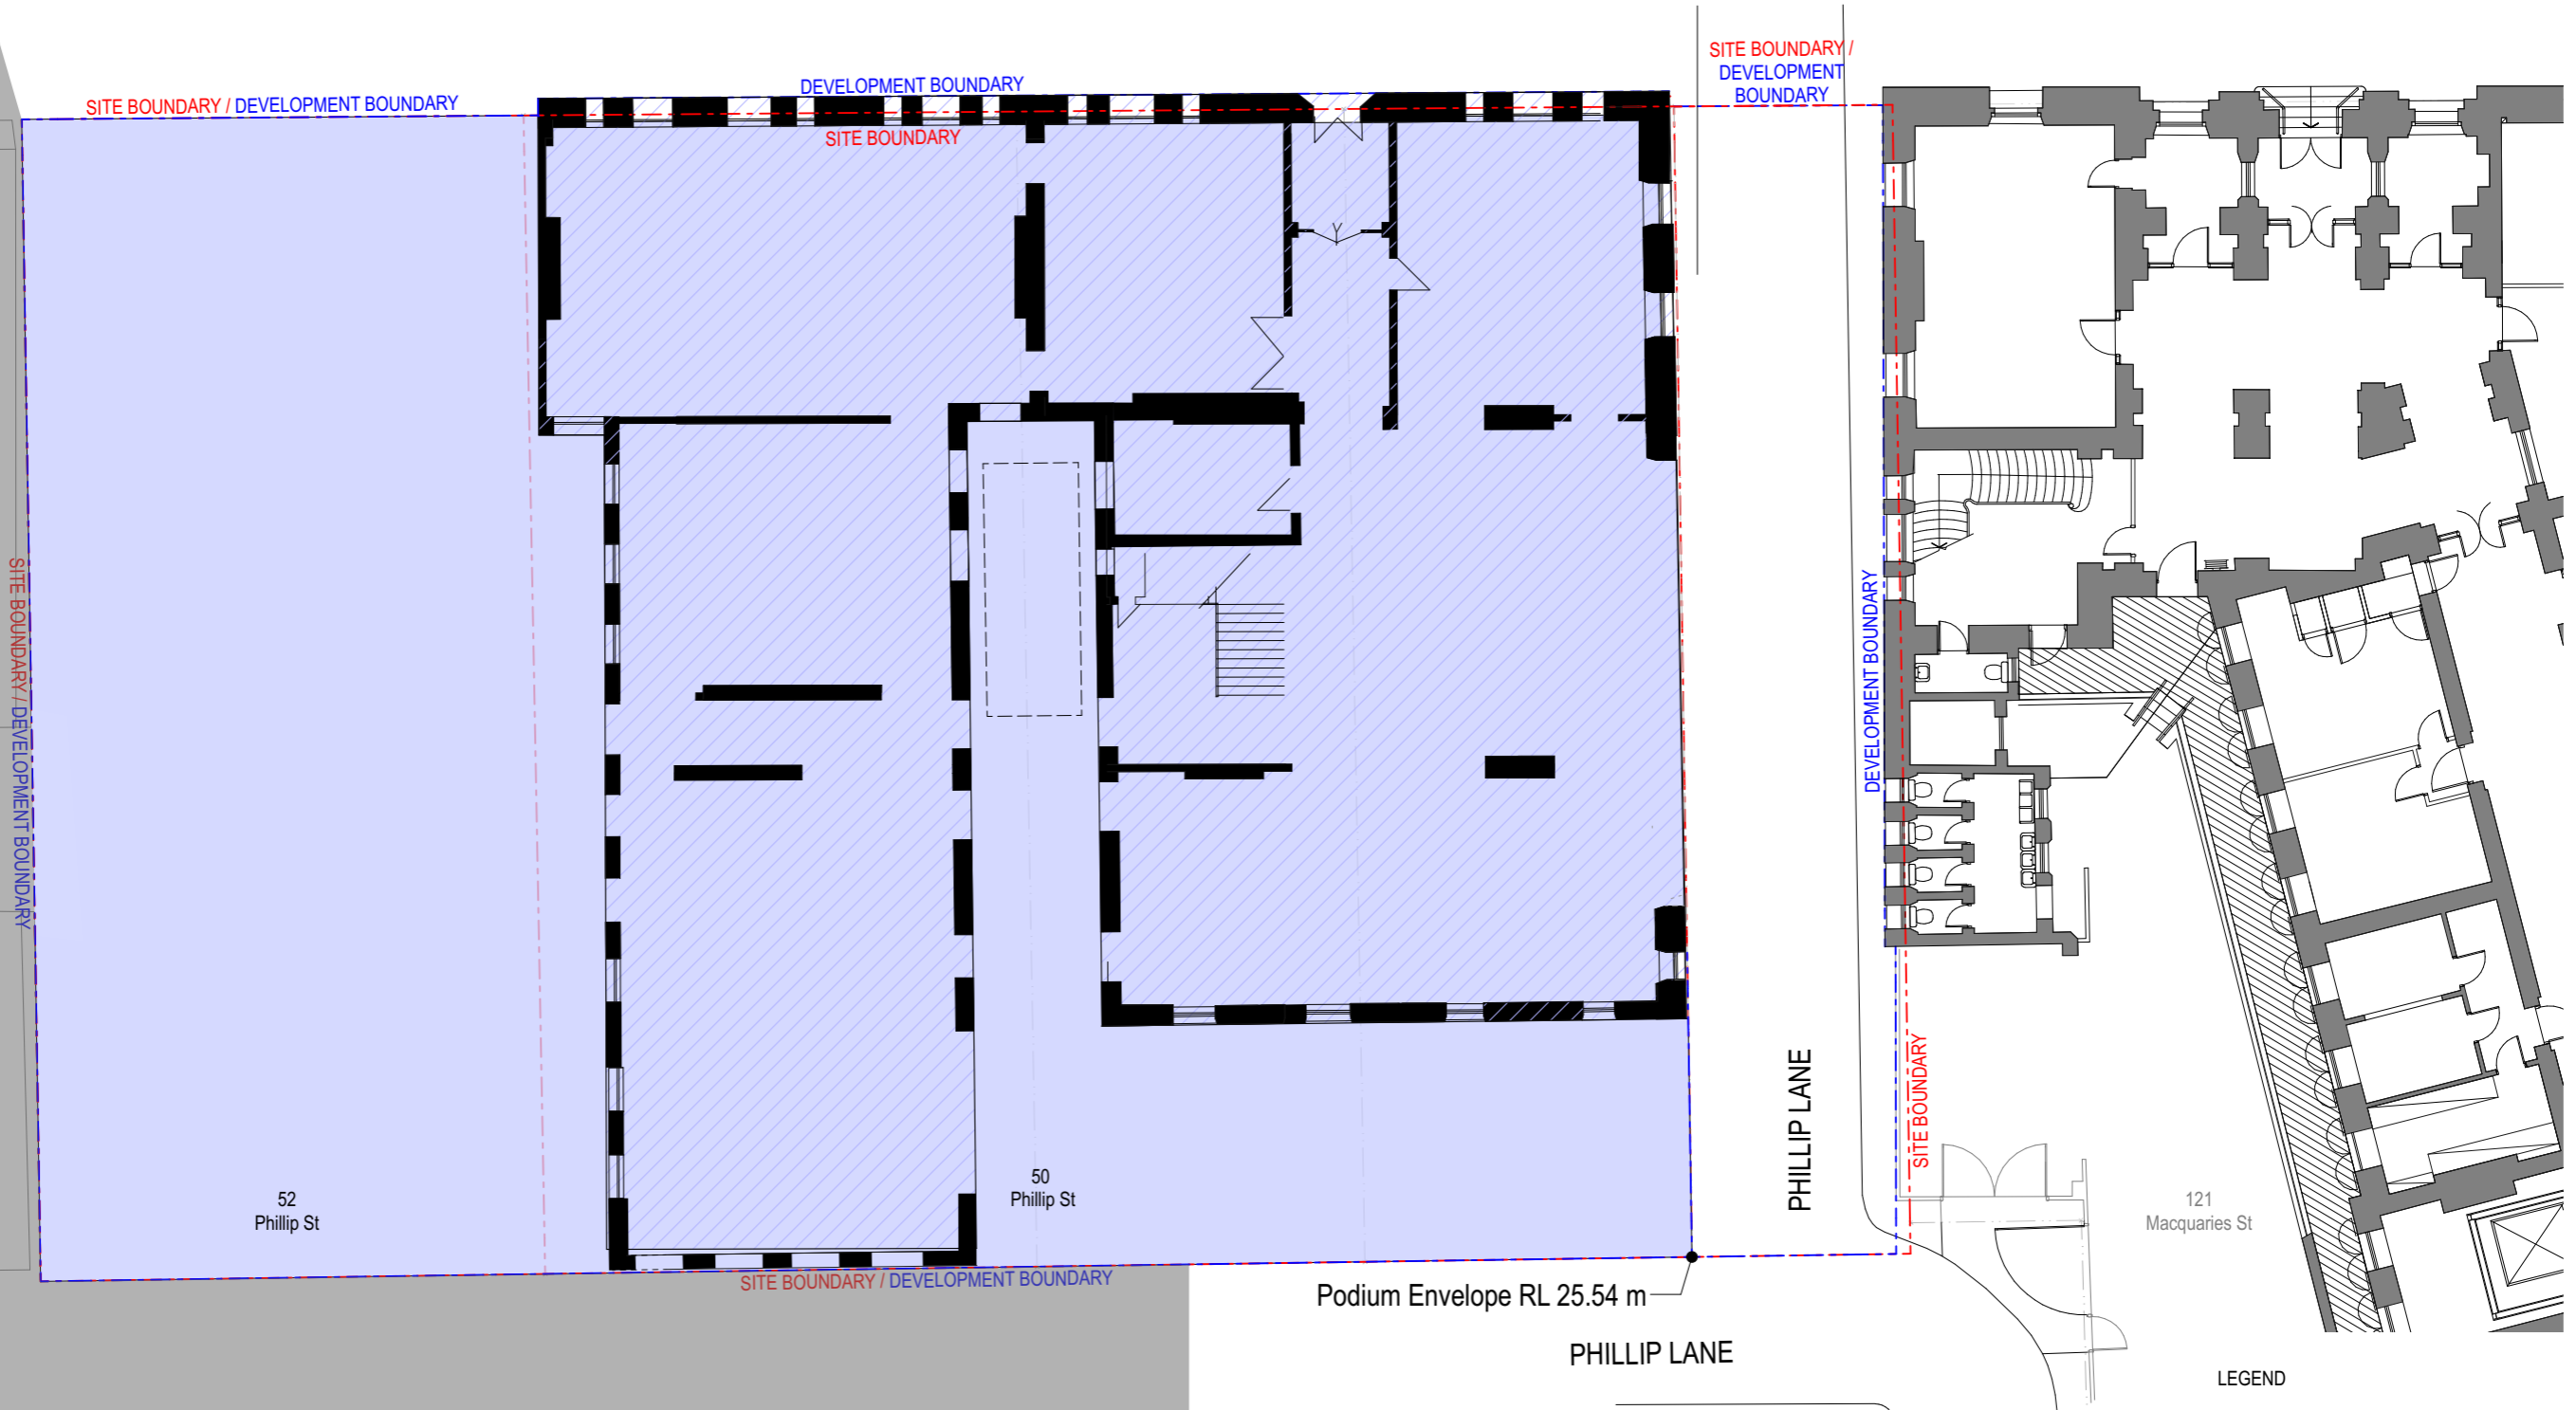 SITE BOUNDARY /
DEVELOPMENT
BOUNDARY
DEVELOPMENT BOUNDARY
SITE BOUNDARY / DEVELOPMENT BOUNDARY
SITE BOUNDARY
SITE BOUNDARY / DEVELOPMENT BOUNDARY
DEVELOPMENT BOUNDARY
SITE BOUNDARY
PHILLIP LANE
52
Phillip St
50
Phillip St
121
Macquaries St
SITE BOUNDARY / DEVELOPMENT BOUNDARY
Podium Envelope RL 25.54 m
PHILLIP LANE
LEGEND